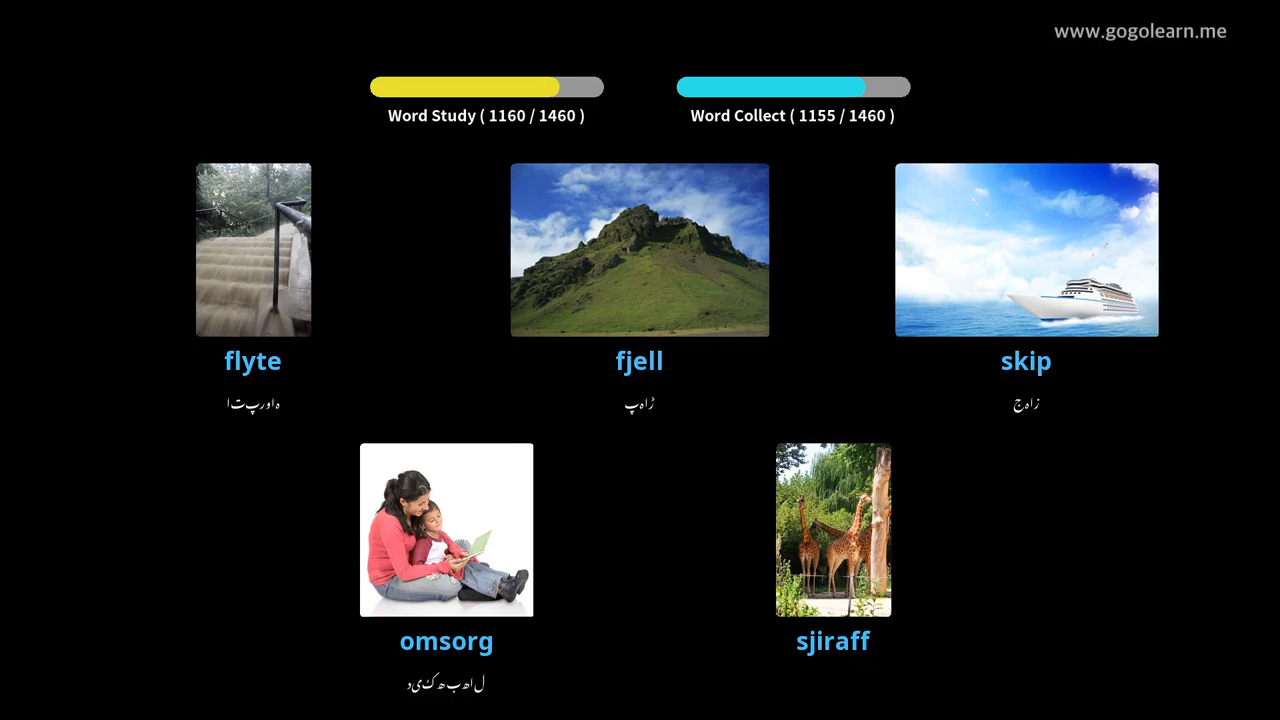 www.gogolearn.me
Word Study ( 1160 / 1460 )
Word Collect ( 1155 / 1460 )
flyte
fjell
skip
ہاورپتا
ڑاہپ
زاہج
omsorg
sjiraff
لاھب ھکید